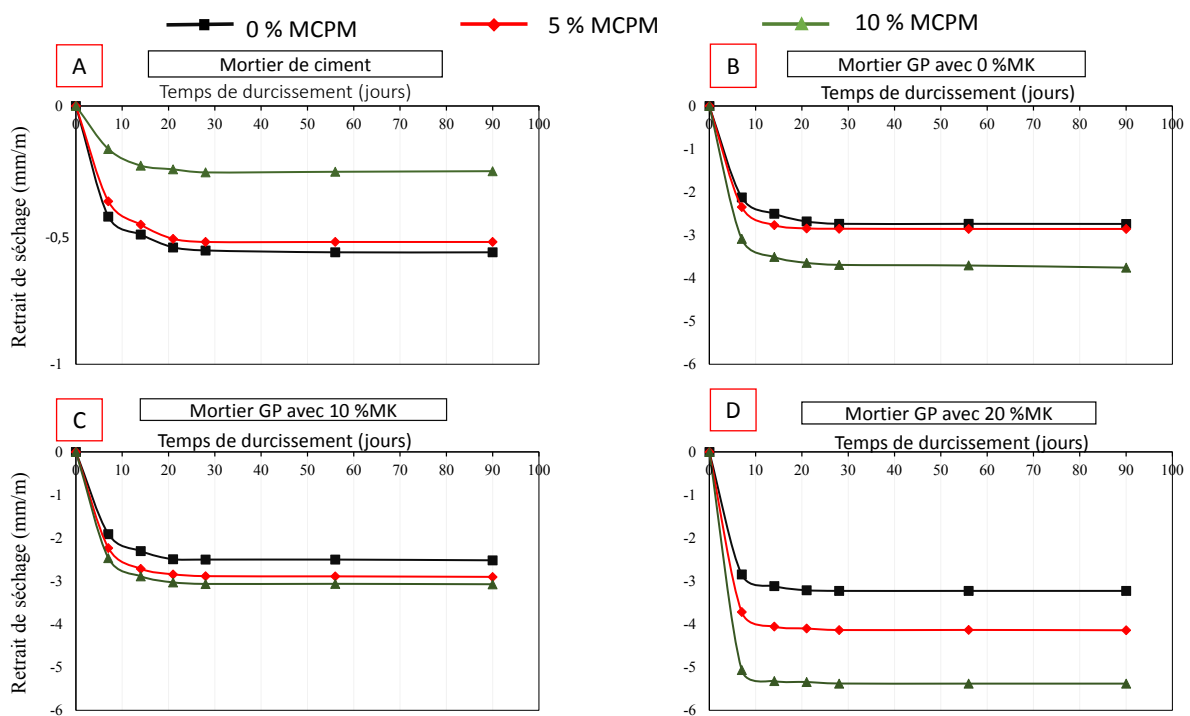 0 % MCPM 5 % MCPM 10 % MCPM
A
Mortier de ciment
Temps de durcissement (jours)
0 10 20 30 40 50 60 70 80 90 100
0
-0,5
-1
Retrait de séchage (mm/m)
B
Mortier GP avec 0 %MK
Temps de durcissement (jours)
0 10 20 30 40 50 60 70 80 90 100
0
-1
-2
-3
-4
-5
-6
C
Mortier GP avec 10 %MK
Temps de durcissement (jours)
0 10 20 30 40 50 60 70 80 90 100
0
-1
-2
-3
-4
-5
-6
Retrait de séchage (mm/m)
D
Mortier GP avec 20 %MK
Temps de durcissement (jours)
0 10 20 30 40 50 60 70 80 90 100
0
-1
-2
-3
-4
-5
-6